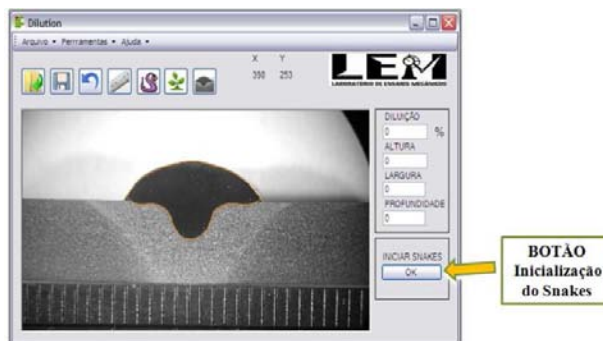 Dilution
Arquivo Ferramentas Ajuda
X Y
398 253
LEM
LABORATÓRIO DE ENSAIOS MECÂNICOS
DILUIÇÃO
0 %
ALTURA
0
LARGURA
0
PROFUNDIDADE
0
INICIAR SNAKES
OK
BOTÃO
Inicialização
do Snakes